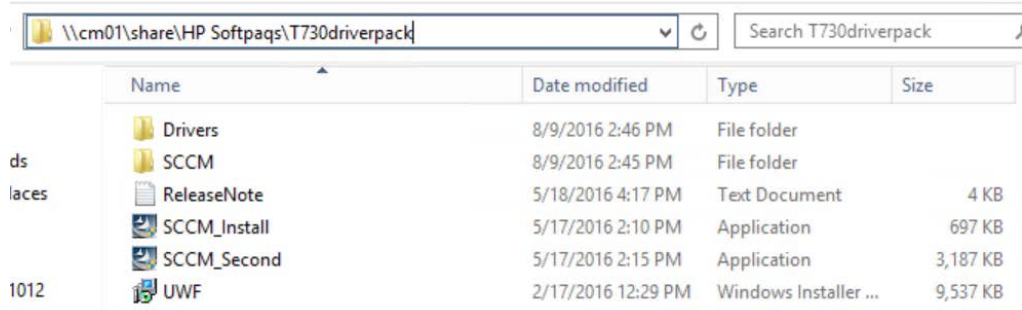 \\cm01\share\HP Softpaqs\T730driverpack Search T730driverpack
Name Date modified Type Size
Drivers 8/9/2016 2:46 PM File folder
ds SCCM 8/9/2016 2:45 PM File folder
laces ReleaseNote 5/18/2016 4:17 PM Text Document 4 KB
SCCM_Install 5/17/2016 2:10 PM Application 697 KB
SCCM_Second 5/17/2016 2:15 PM Application 3,187 KB
1012 UWF 2/17/2016 12:29 PM Windows Installer ... 9,537 KB